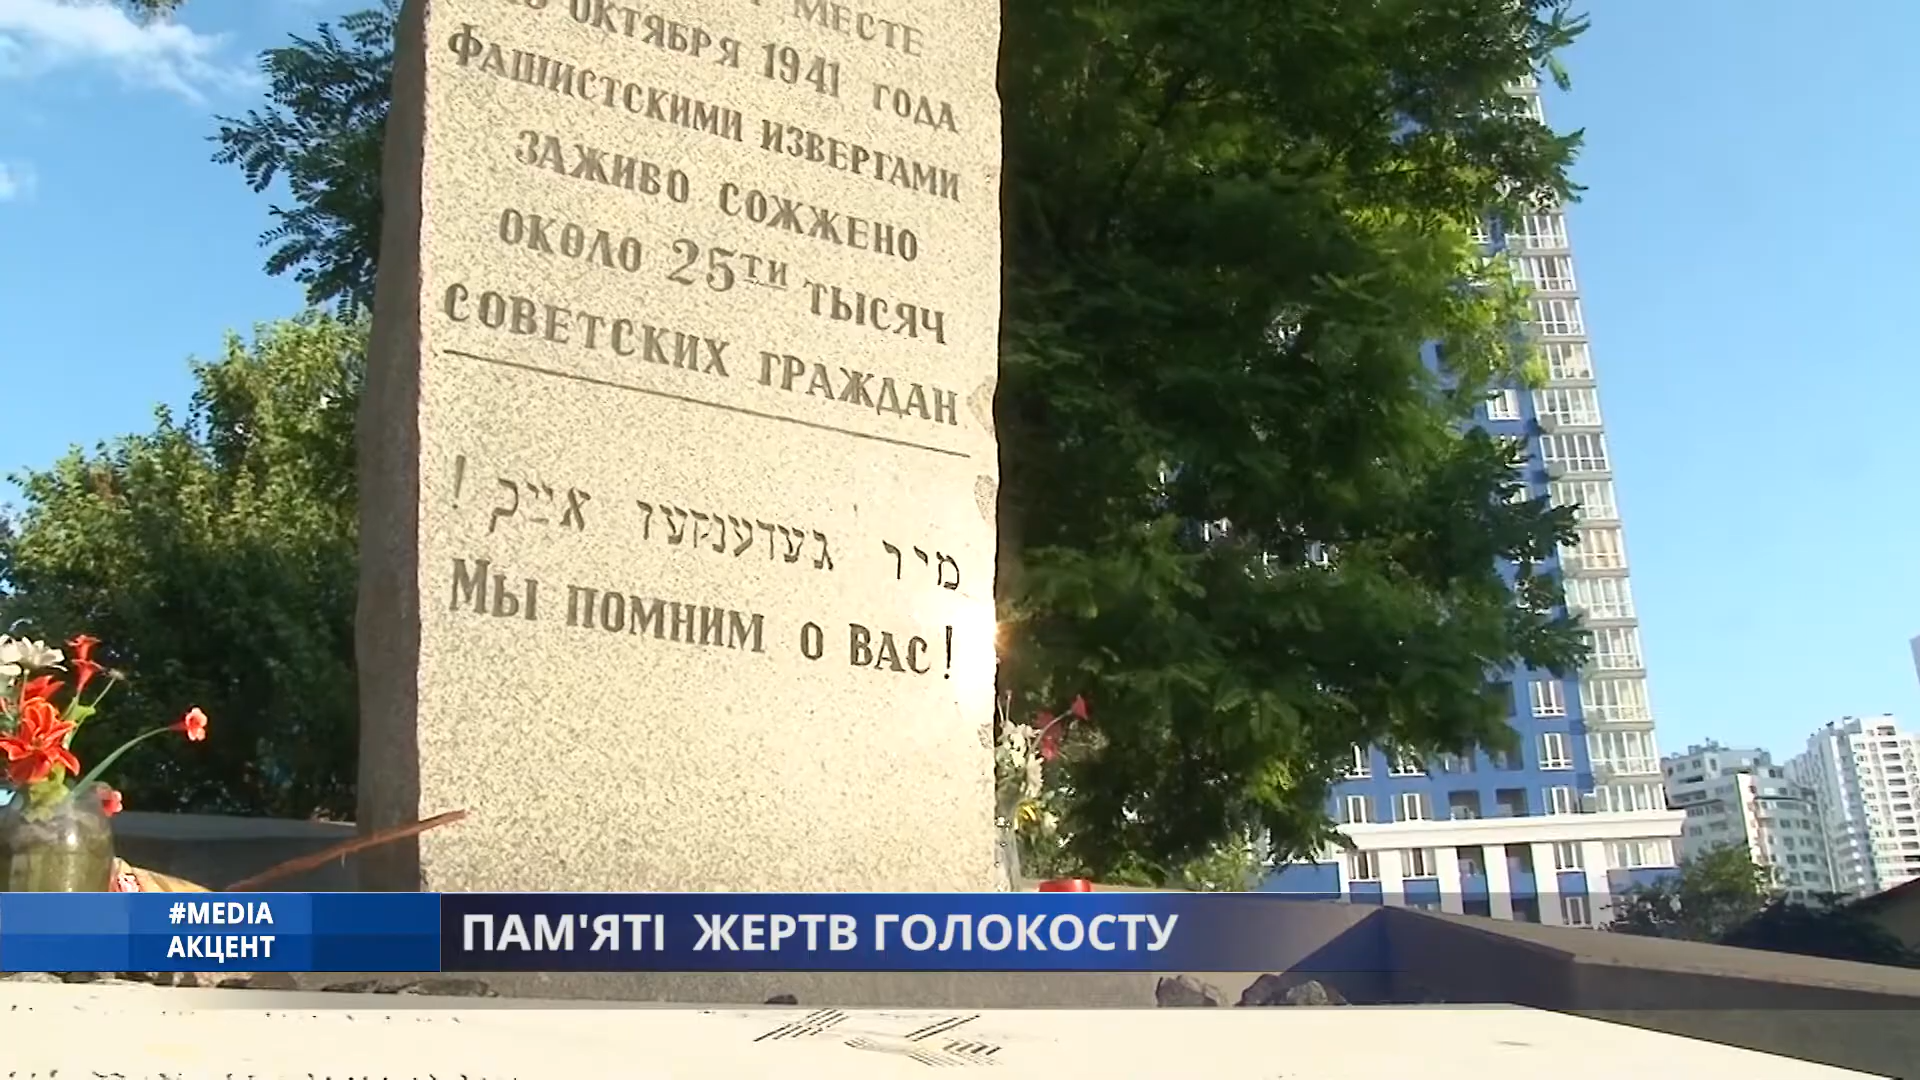 МЕСТЕ
ОКТЯБРЯ 1941 ГОДА
ФАШИСТСКИМИ ИЗВЕРГАМИ
ЗАЖИВО СОЖЖЕНО
ОКОЛО 25ТИ ТЫСЯЧ
СОВЕТСКИХ ГРАЖДАН
מיר געדענקען אײַך !
МЫ ПОМНИМ О ВАС!
#MEDIA
АКЦЕНТ
ПАМ'ЯТІ ЖЕРТВ ГОЛОКОСТУ